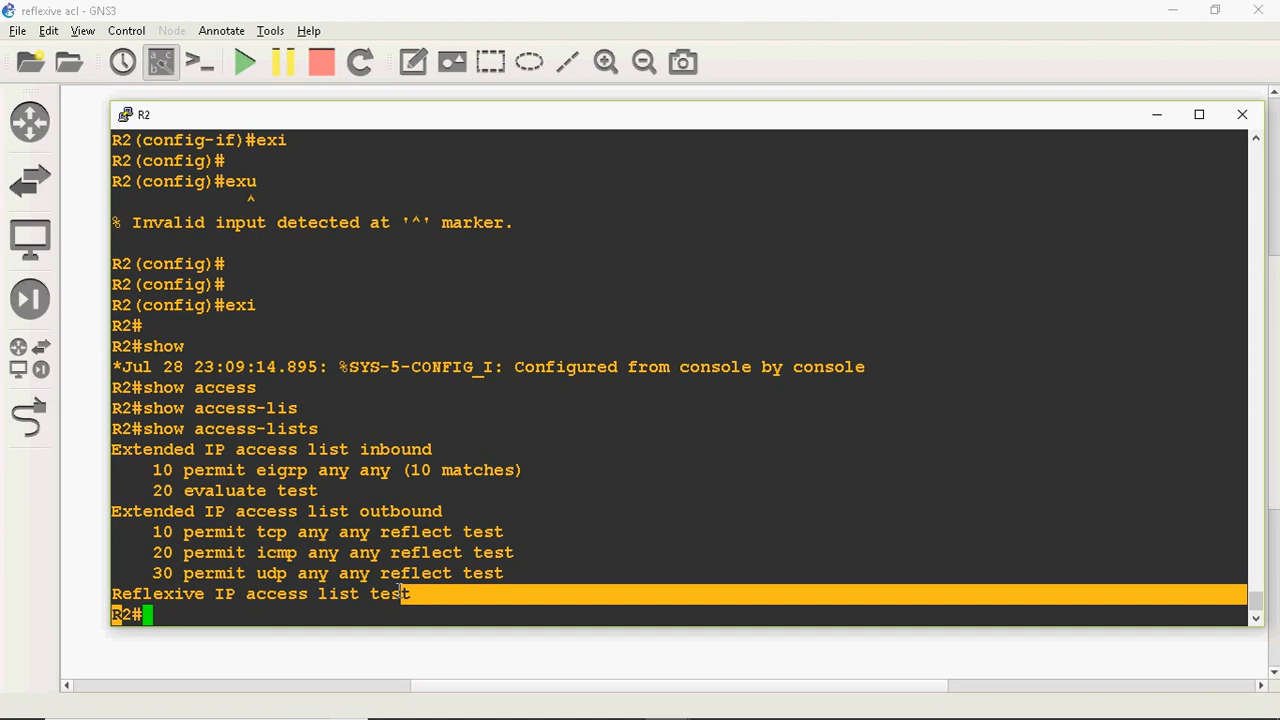 reflexive acl - GNS3
File Edit View Control Node Annotate Tools Help
R2
R2(config-if)#exi
R2(config)#
R2(config)#exu
^
% Invalid input detected at '^' marker.
R2(config)#
R2(config)#
R2(config)#exi
R2#
R2#show
*Jul 28 23:09:14.895: %SYS-5-CONFIG_I: Configured from console by console
R2#show access
R2#show access-lis
R2#show access-lists
Extended IP access list inbound
10 permit eigrp any any (10 matches)
20 evaluate test
Extended IP access list outbound
10 permit tcp any any reflect test
20 permit icmp any any reflect test
30 permit udp any any reflect test
Reflexive IP access list test
R2#